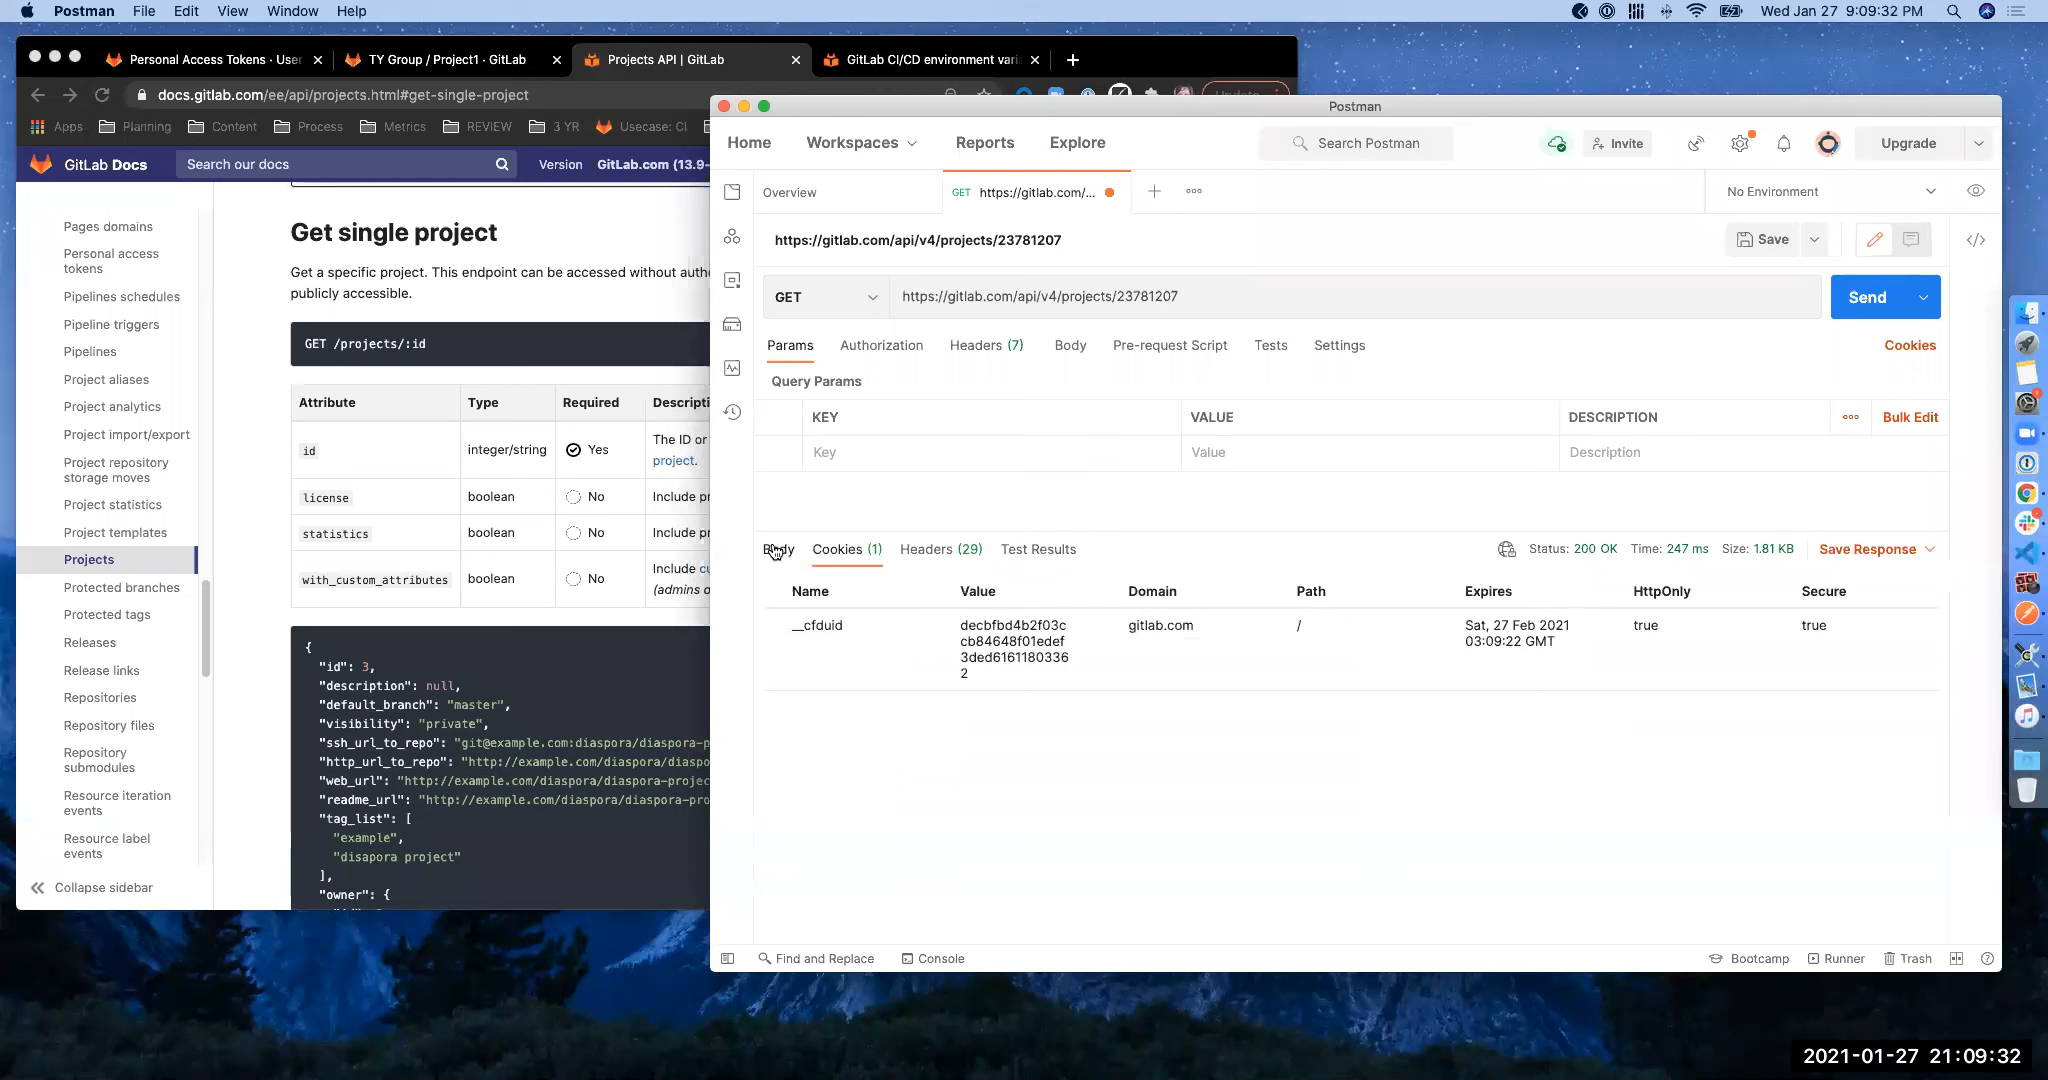 Postman File Edit View Window Help
Wed Jan 27 9:09:32 PM
Personal Access Tokens · User
TY Group / Project1 · GitLab
Projects API | GitLab
GitLab CI/CD environment varia
docs.gitlab.com/ee/api/projects.html#get-single-project
Update
Apps Planning Content Process Metrics REVIEW 3 YR Usecase: CI
GitLab Docs
Search our docs
Version GitLab.com (13.9-
Pages domains
Personal access
tokens
Pipelines schedules
Pipeline triggers
Pipelines
Project aliases
Project analytics
Project import/export
Project repository
storage moves
Project statistics
Project templates
Projects
Protected branches
Protected tags
Releases
Release links
Repositories
Repository files
Repository
submodules
Resource iteration
events
Resource label
events
Collapse sidebar
Get single project
Get a specific project. This endpoint can be accessed without auth
publicly accessible.
GET /projects/:id
Attribute Type Required Descripti
id integer/string Yes The ID or
project.
license boolean No Include pr
statistics boolean No Include pr
with_custom_attributes boolean No Include cu
(admins o
{
"id": 3,
"description": null,
"default_branch": "master",
"visibility": "private",
"ssh_url_to_repo": "git@example.com:diaspora/diaspora-p
"http_url_to_repo": "http://example.com/diaspora/diaspo
"web_url": "http://example.com/diaspora/diaspora-projec
"readme_url": "http://example.com/diaspora/diaspora-pro
"tag_list": [
"example",
"disapora project"
],
"owner": {
Postman
Home Workspaces Reports Explore
Search Postman
Invite
Upgrade
Overview
GET https://gitlab.com/...
No Environment
https://gitlab.com/api/v4/projects/23781207
Save
GET https://gitlab.com/api/v4/projects/23781207
Send
Params Authorization Headers (7) Body Pre-request Script Tests Settings
Cookies
Query Params
KEY VALUE DESCRIPTION
Bulk Edit
Key Value Description
Body Cookies (1) Headers (29) Test Results
Status: 200 OK Time: 247 ms Size: 1.81 KB Save Response
Name Value Domain Path Expires HttpOnly Secure
__cfduid decbfbd4b2f03c gitlab.com / Sat, 27 Feb 2021 true true
cb84648f01edef 03:09:22 GMT
3ded6161180336
2
Find and Replace Console
Bootcamp Runner Trash
2021-01-27 21:09:32